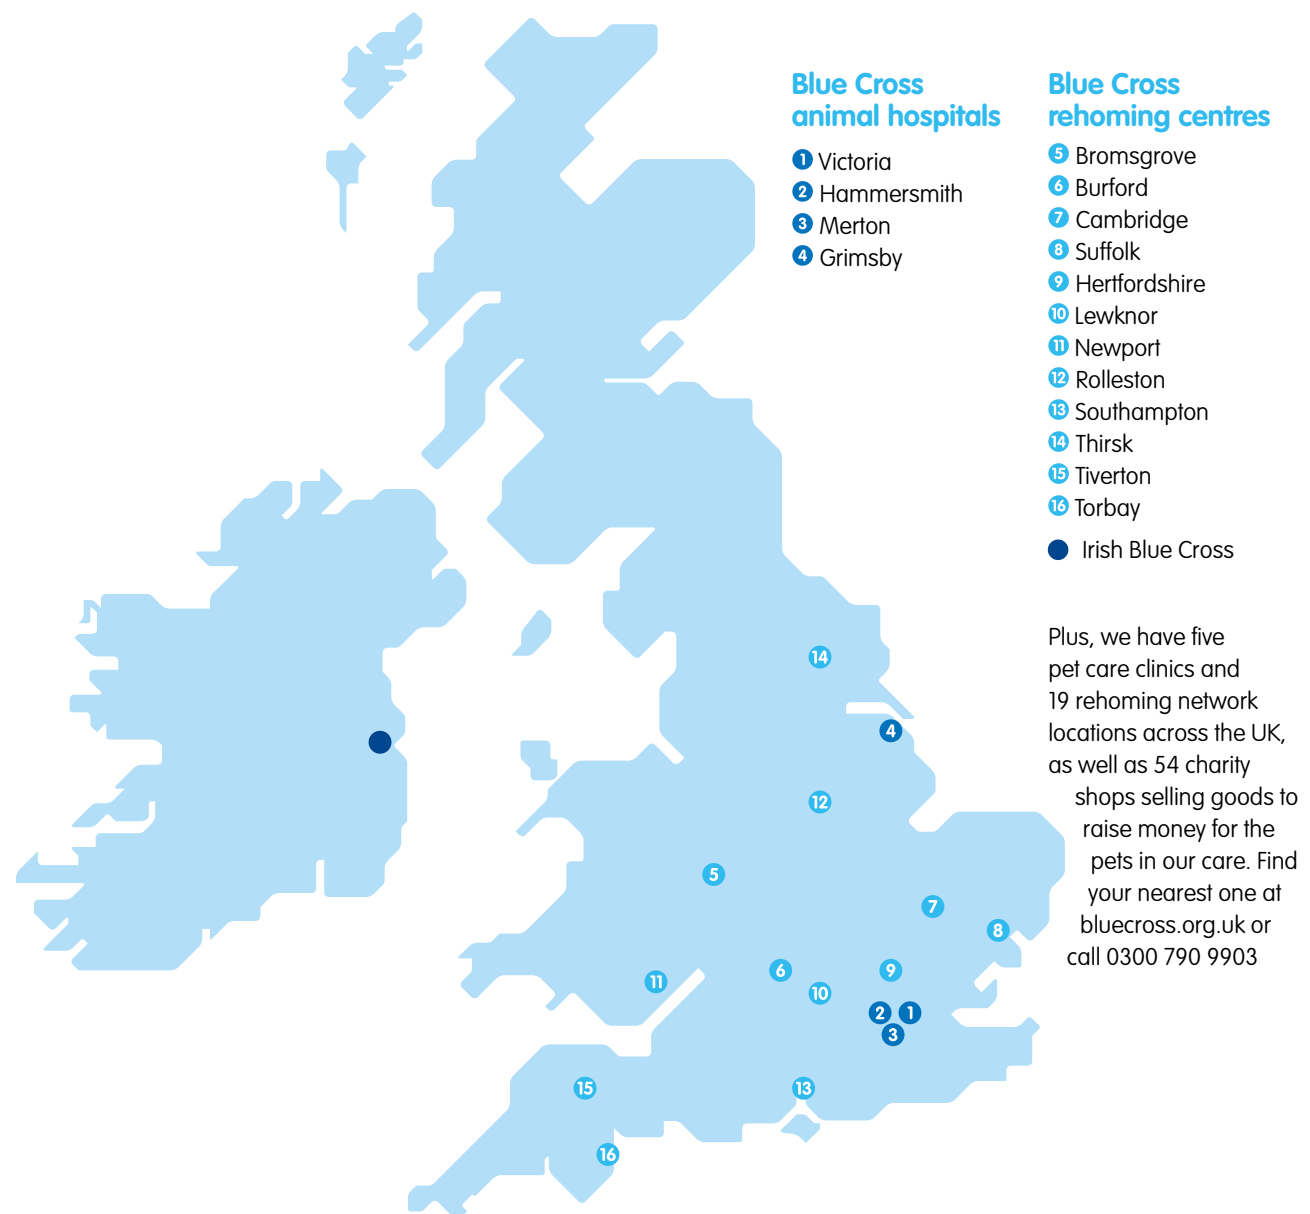 Blue Cross
animal hospitals
1 Victoria
2 Hammersmith
3 Merton
4 Grimsby
Blue Cross
rehoming centres
5 Bromsgrove
6 Burford
7 Cambridge
8 Suffolk
9 Hertfordshire
10 Lewknor
11 Newport
12 Rolleston
13 Southampton
14 Thirsk
15 Tiverton
16 Torbay
Irish Blue Cross
Plus, we have five
pet care clinics and
19 rehoming network
locations across the UK,
as well as 54 charity
shops selling goods to
raise money for the
pets in our care. Find
your nearest one at
bluecross.org.uk or
call 0300 790 9903
14
4
12
5
7
8
6
9
11
10
2 1
3
15
13
16